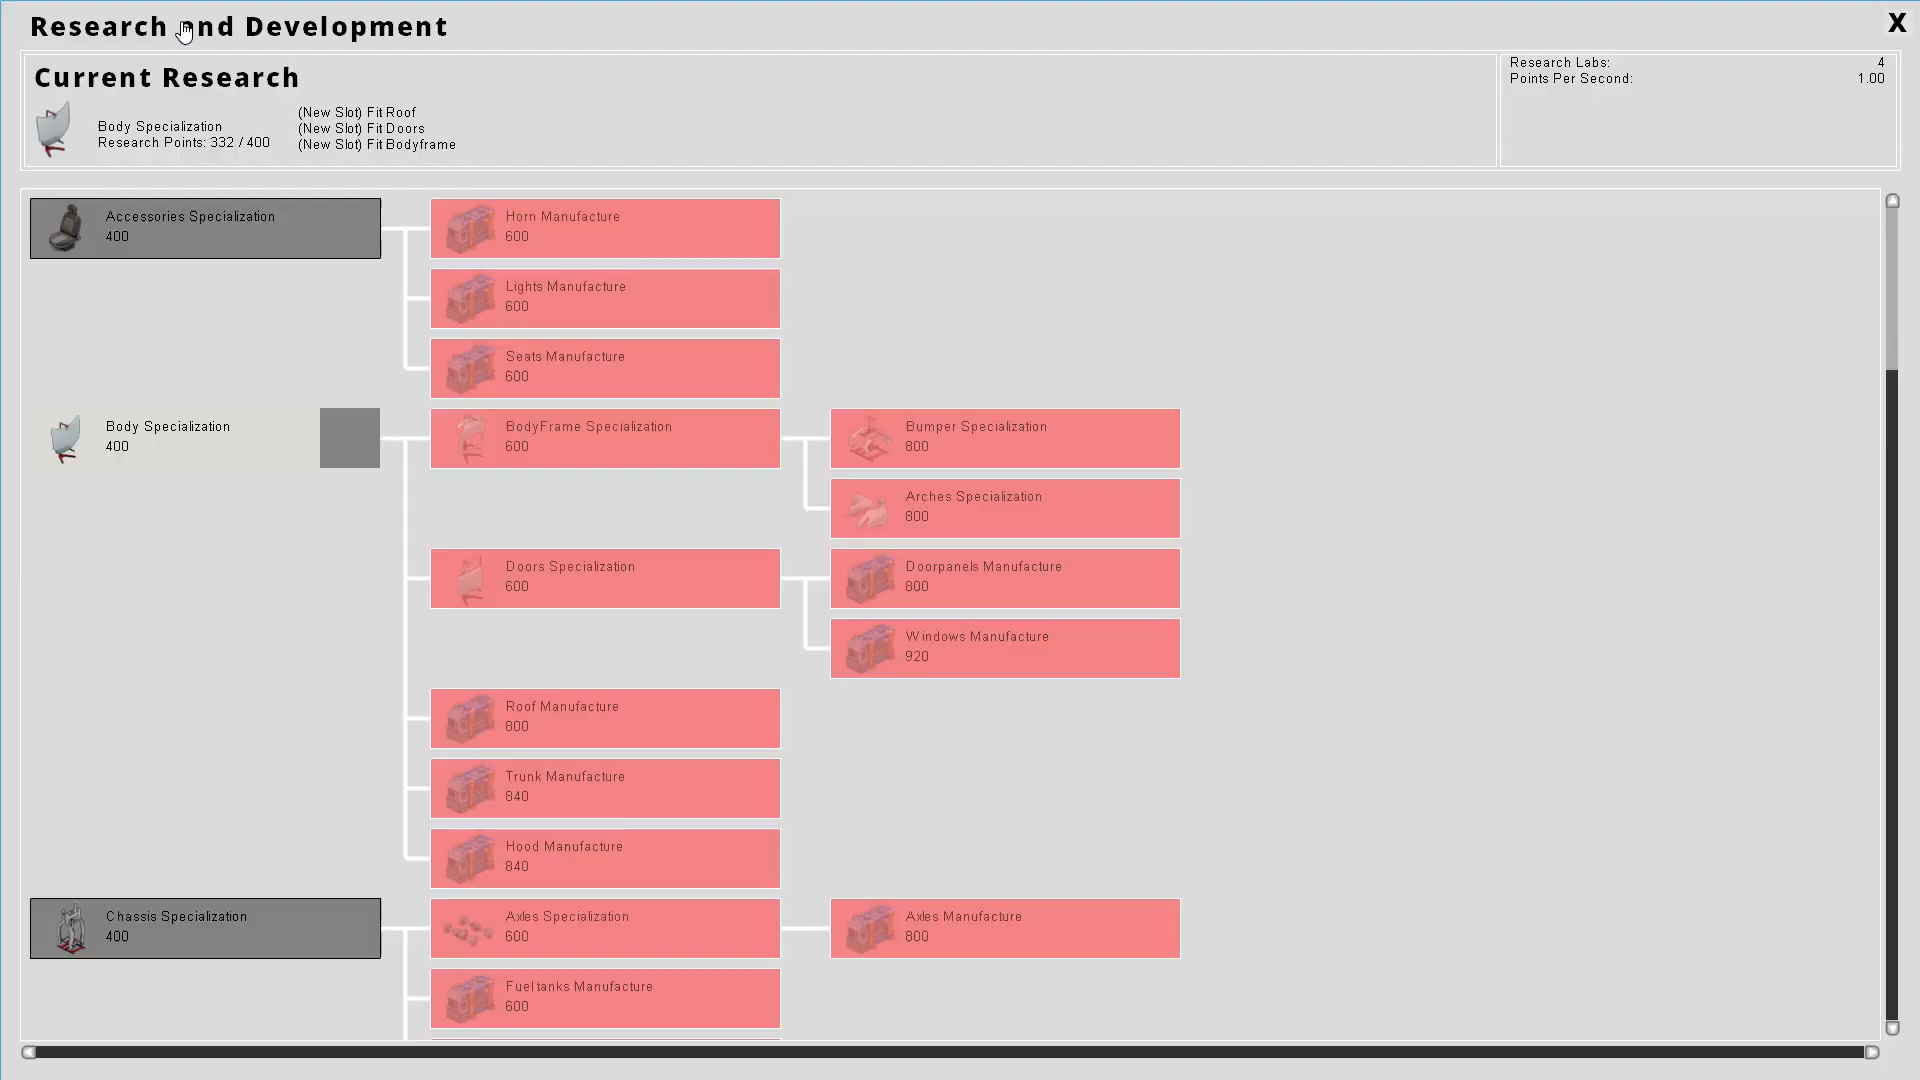 Research and Development
X
Current Research
Body Specialization
Research Points: 332 / 400
(New Slot) Fit Roof
(New Slot) Fit Doors
(New Slot) Fit Bodyframe
Research Labs: 4
Points Per Second: 1.00
Accessories Specialization
400
Horn Manufacture
600
Lights Manufacture
600
Seats Manufacture
600
Body Specialization
400
BodyFrame Specialization
600
Bumper Specialization
800
Arches Specialization
800
Doors Specialization
600
Doorpanels Manufacture
800
Windows Manufacture
920
Roof Manufacture
800
Trunk Manufacture
840
Hood Manufacture
840
Chassis Specialization
400
Axles Specialization
600
Axles Manufacture
800
Fueltanks Manufacture
600